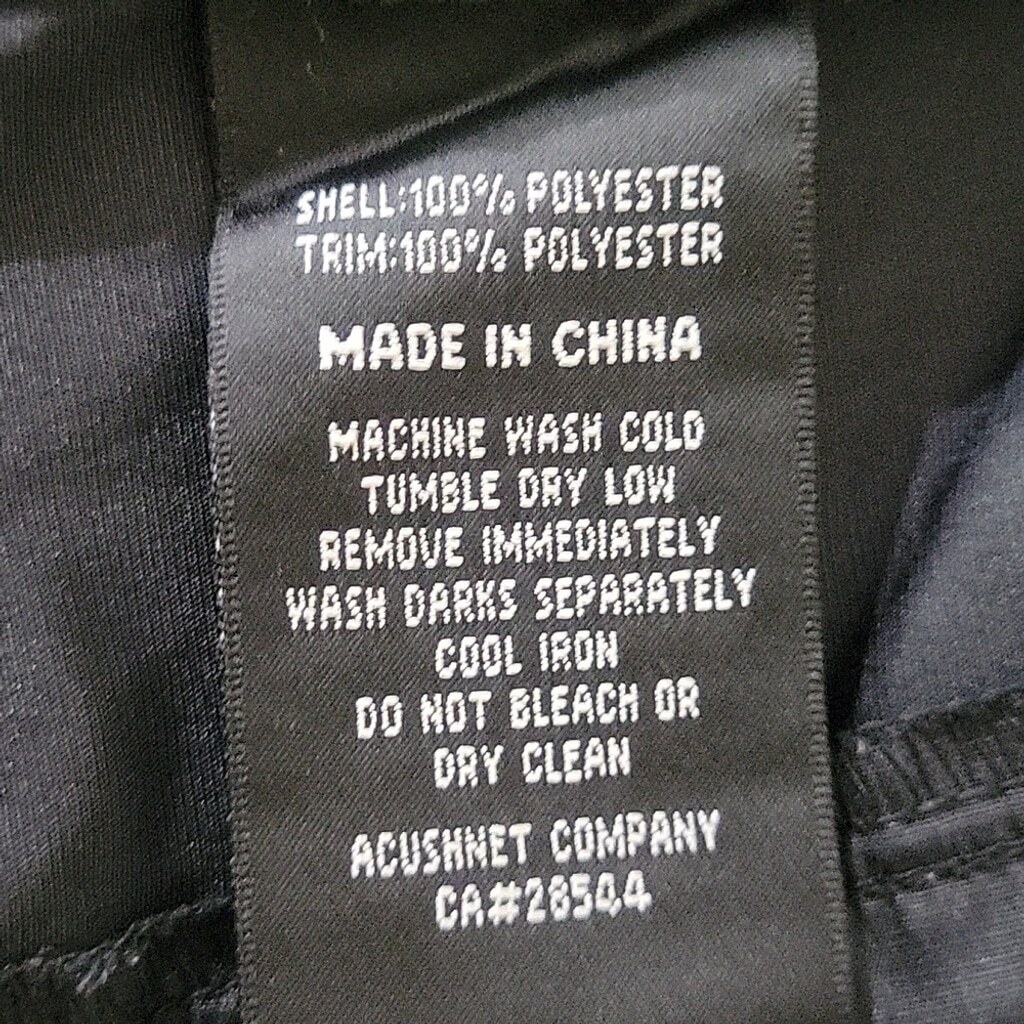 SHELL:100% POLYESTER
TRIM:100% POLYESTER
MADE IN CHINA
MACHINE WASH COLD
TUMBLE DRY LOW
REMOVE IMMEDIATELY
WASH DARKS SEPARATELY
COOL IRON
DO NOT BLEACH OR
DRY CLEAN
ACUSHNET COMPANY
CA#28544